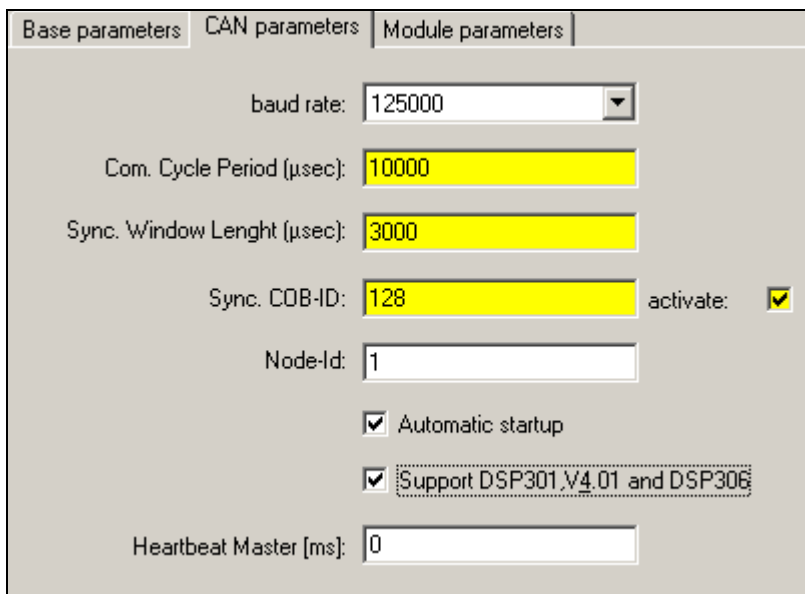 Base parameters CAN parameters Module parameters
baud rate: 125000
Com. Cycle Period (µsec): 10000
Sync. Window Lenght (µsec): 3000
Sync. COB-ID: 128 activate:
Node-Id: 1
Automatic startup
Support DSP301,V4.01 and DSP306
Heartbeat Master [ms]: 0